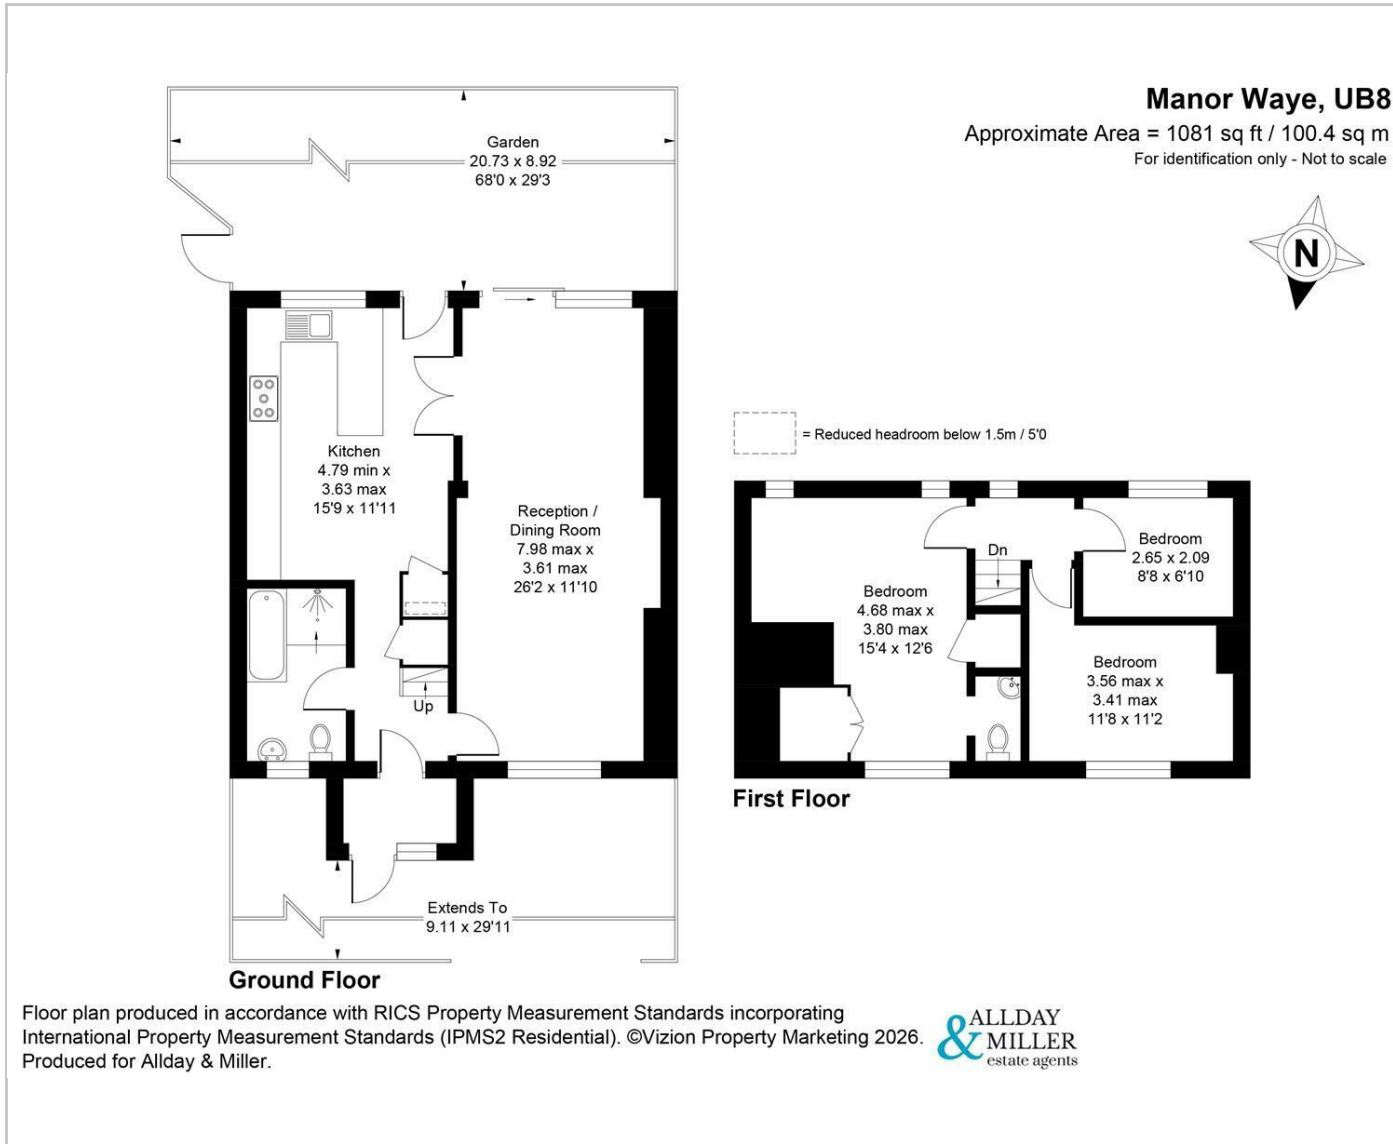 Manor Waye, UB8
Approximate Area = 1081 sq ft / 100.4 sq m
For identification only - Not to scale
N
Garden
20.73 x 8.92
68'0 x 29'3
Kitchen
4.79 min x
3.63 max
15'9 x 11'11
Reception /
Dining Room
7.98 max x
3.61 max
26'2 x 11'10
Up
Extends To
9.11 x 29'11
Ground Floor
= Reduced headroom below 1.5m / 5'0
Dn
Bedroom
2.65 x 2.09
8'8 x 6'10
Bedroom
4.68 max x
3.80 max
15'4 x 12'6
Bedroom
3.56 max x
3.41 max
11'8 x 11'2
First Floor
Floor plan produced in accordance with RICS Property Measurement Standards incorporating
International Property Measurement Standards (IPMS2 Residential). ©Vizion Property Marketing 2026.
Produced for Allday & Miller.
ALLDAY
& MILLER
estate agents